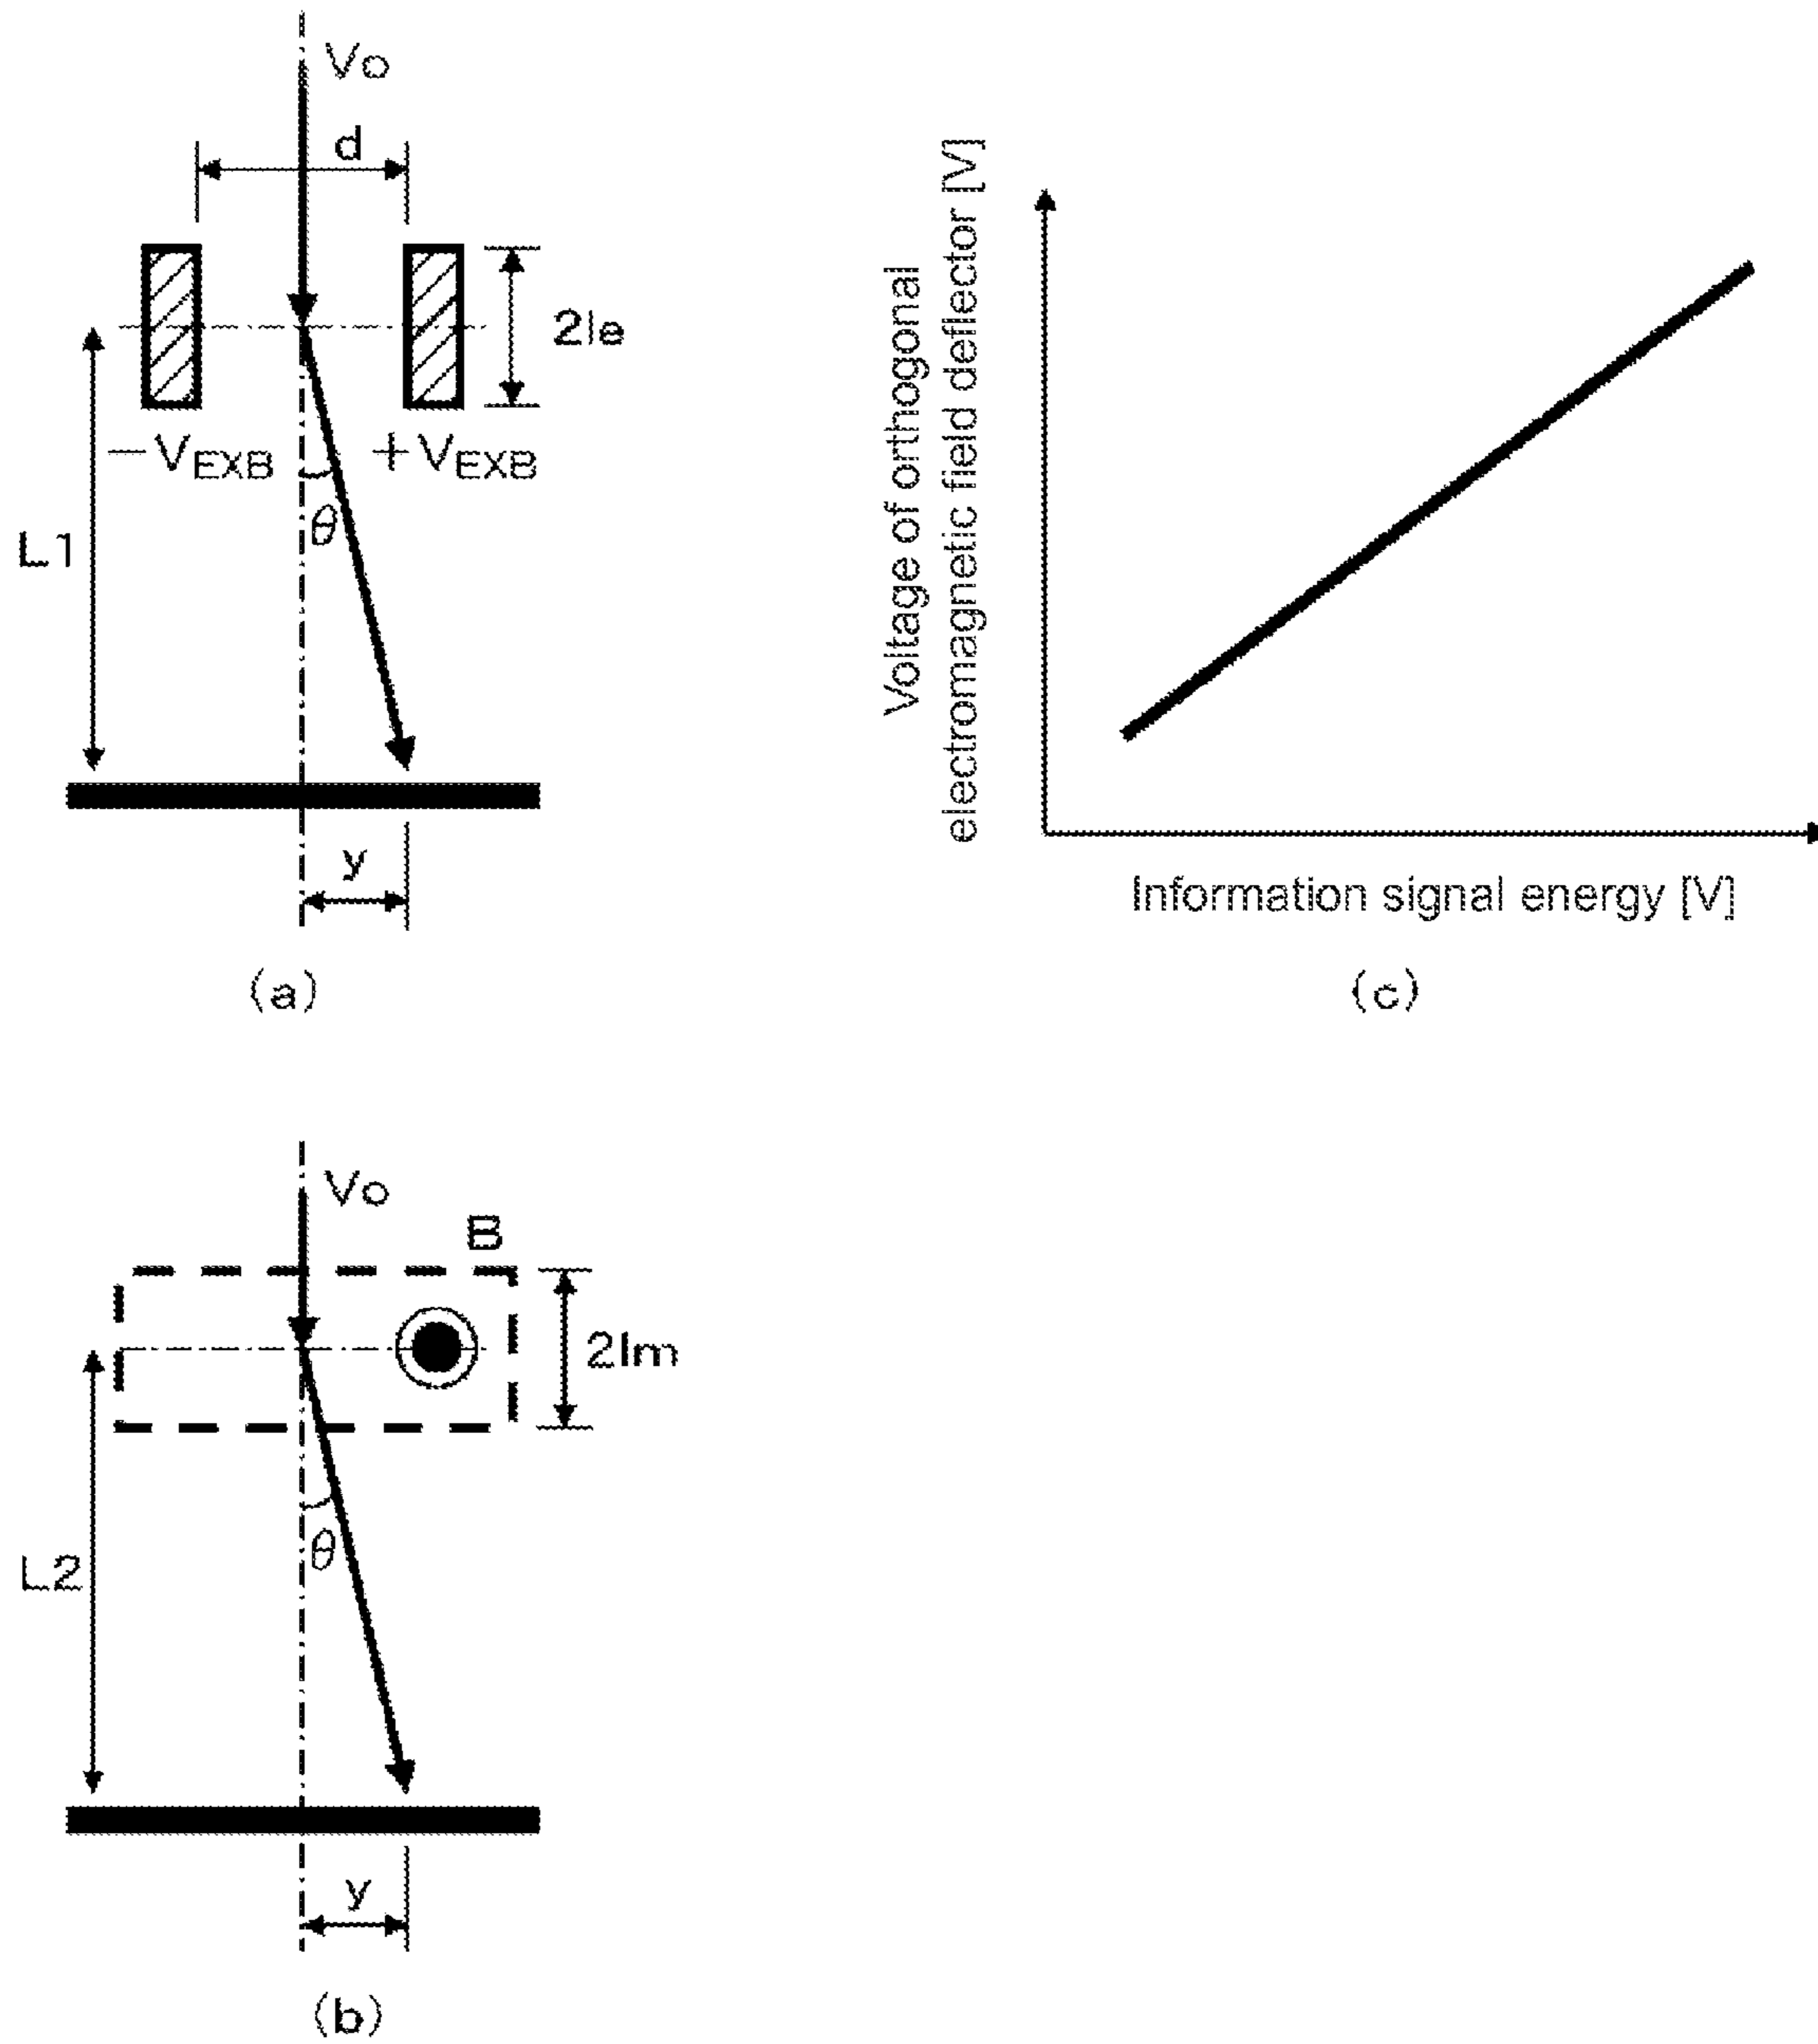 Vo
d
2le
−VEXB +VEXB
θ
L1
y
(a)
Voltage of orthogonal
electromagnetic field deflector [V]
Information signal energy [V]
(c)
Vo
B
2lm
θ
L2
y
(b)